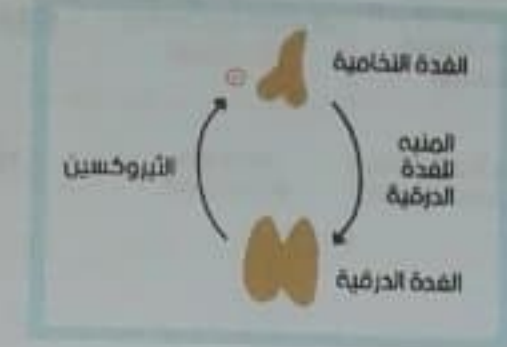 الغدة النخامية
المنبه
للغدة
الدرقية
الثيروكسين
الغدة الدرقية